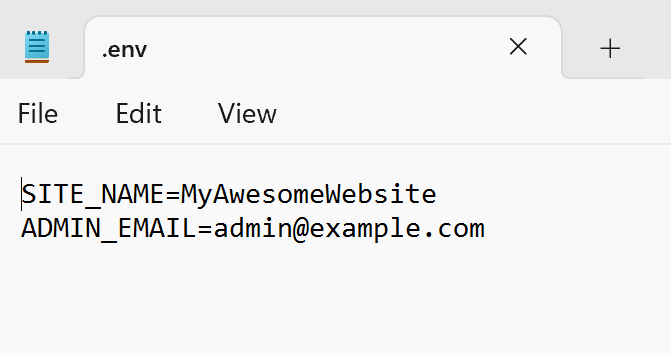 .env
File Edit View
SITE_NAME=MyAwesomeWebsite
ADMIN_EMAIL=admin@example.com